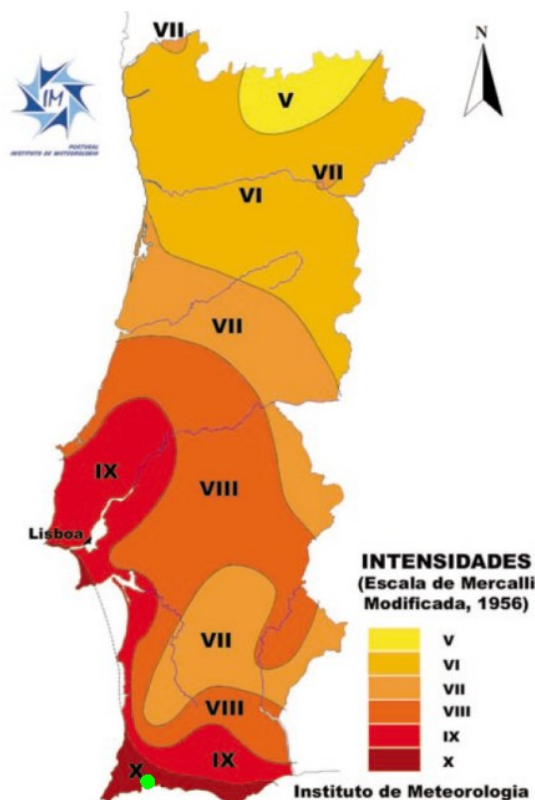 VII
N
V
IM
PORTUGAL
INSTITUTO DE METEOROLOGIA
VII
VI
VII
IX
VIII
Lisboa
INTENSIDADES
(Escala de Mercalli
Modificada, 1956)
V
VI
VII
VIII
IX
X
VII
VIII
IX
X
Instituto de Meteorologia